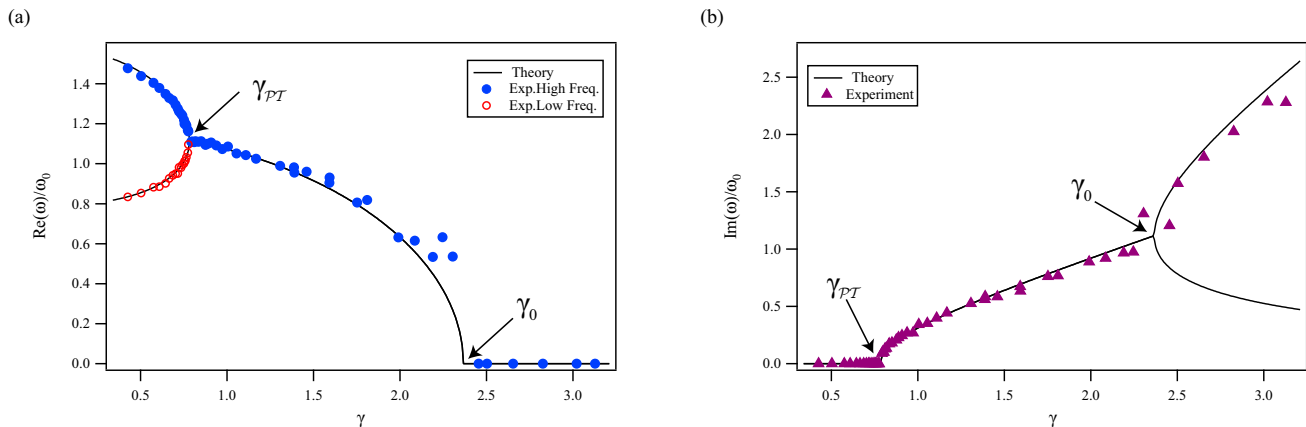 (a)
(b)
1.4
1.2
1.0
0.8
0.6
0.4
0.2
0.0
Re(ω)/ω0
γPT
γ0
Theory
Exp.High Freq.
Exp.Low Freq.
0.5 1.0 1.5 2.0 2.5 3.0
γ
2.5
2.0
1.5
1.0
0.5
0.0
Im(ω)/ω0
Theory
Experiment
γ0
γPT
0.5 1.0 1.5 2.0 2.5 3.0
γ